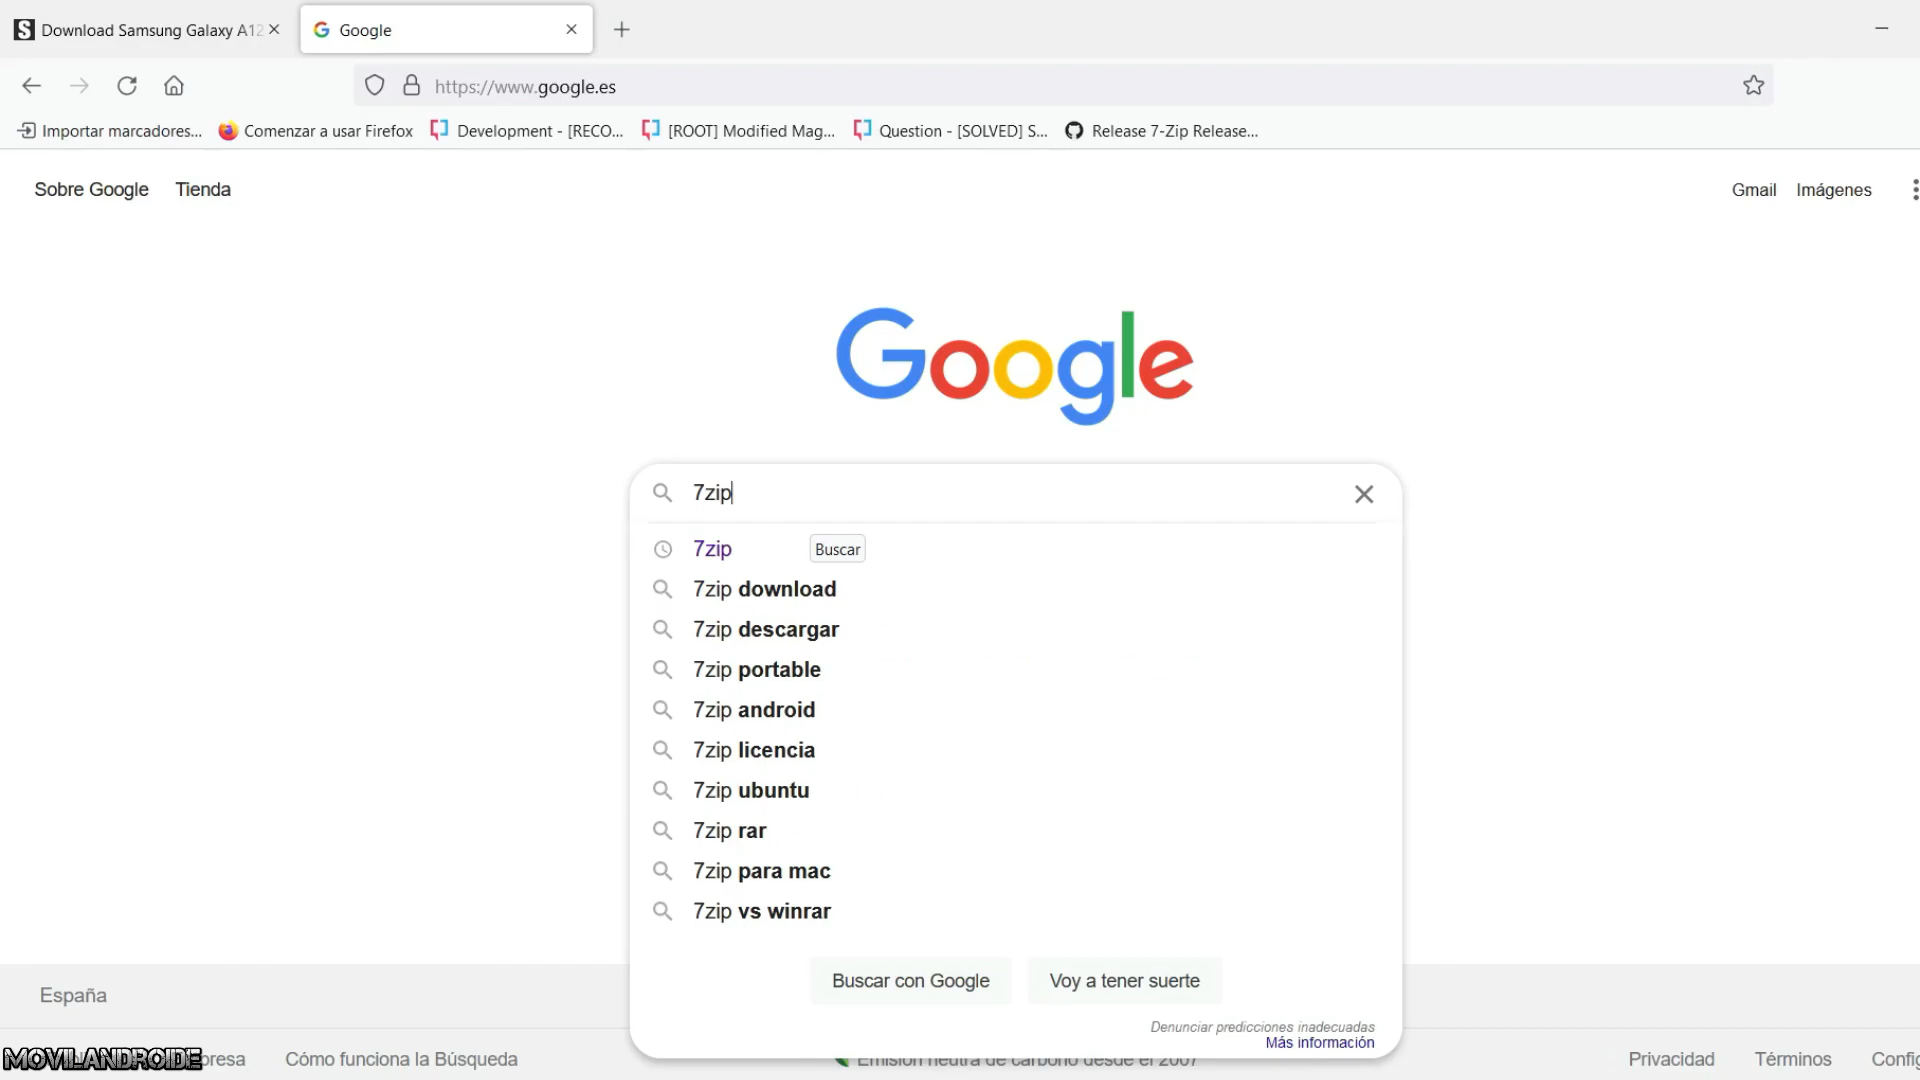 Download Samsung Galaxy A12
Google
https://www.google.es
Importar marcadores...
Comenzar a usar Firefox
Development - [RECO...
[ROOT] Modified Mag...
Question - [SOLVED] S...
Release 7-Zip Release...
Sobre Google
Tienda
Gmail
Imágenes
Google
7zip
7zip
Buscar
7zip download
7zip descargar
7zip portable
7zip android
7zip licencia
7zip ubuntu
7zip rar
7zip para mac
7zip vs winrar
Buscar con Google
Voy a tener suerte
Denunciar predicciones inadecuadas
Más información
España
MOVILANDROIDE
Cómo funciona la Búsqueda
Emisión neutra de carbono desde el 2007
Privacidad
Términos